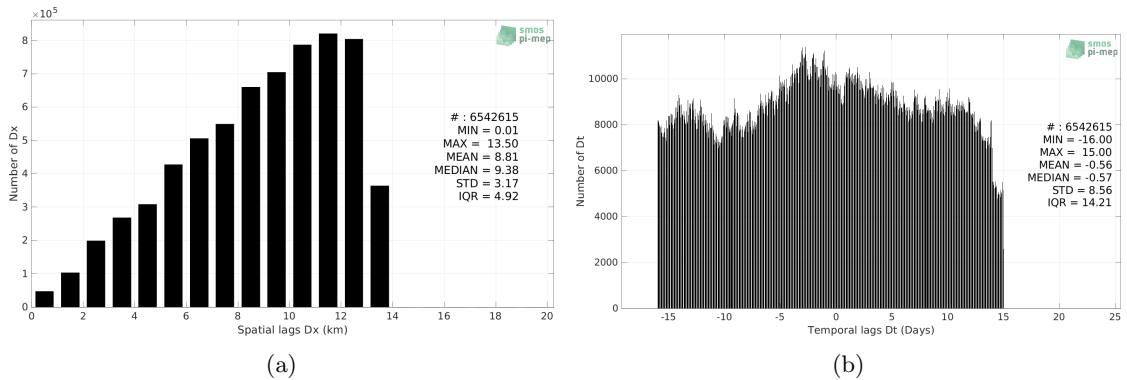 ×10⁵
8
7
6
5
4
3
2
1
0
Number of Dx
0 2 4 6 8 10 12 14 16 18 20
Spatial lags Dx (km)
smos
pi-mep
# : 6542615
MIN = 0.01
MAX = 13.50
MEAN = 8.81
MEDIAN = 9.38
STD = 3.17
IQR = 4.92
(a)
10000
8000
6000
4000
2000
0
Number of Dt
-15 -10 -5 0 5 10 15 20 25
Temporal lags Dt (Days)
smos
pi-mep
# : 6542615
MIN = -16.00
MAX = 15.00
MEAN = -0.56
MEDIAN = -0.57
STD = 8.56
IQR = 14.21
(b)